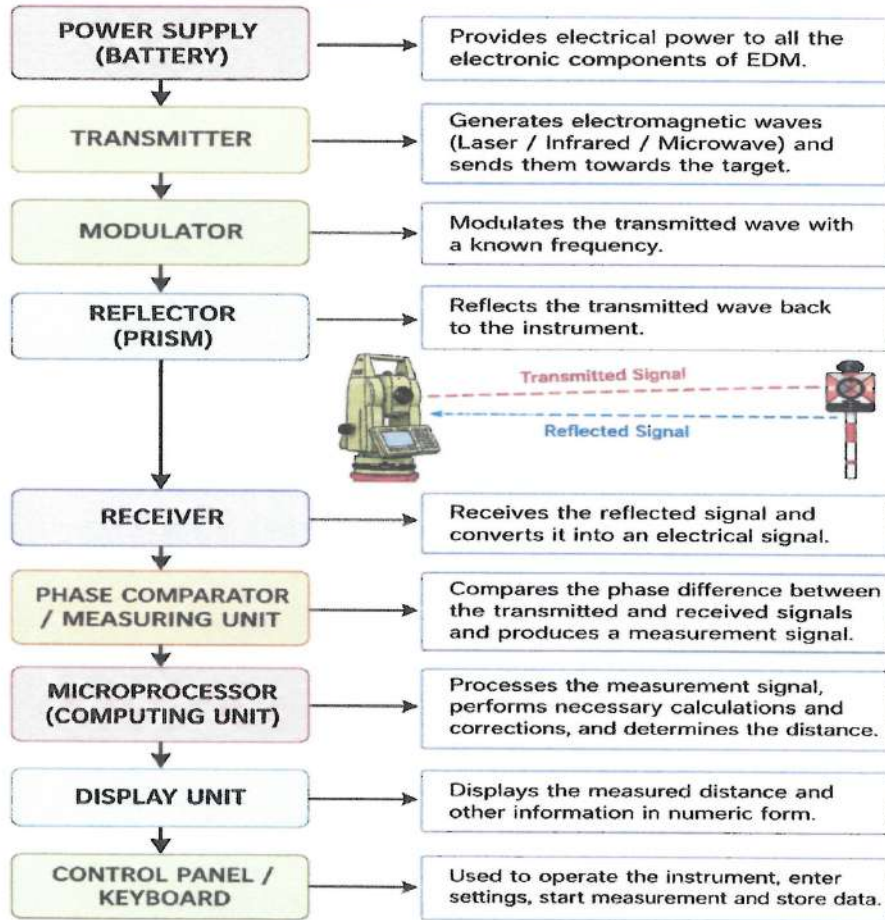 POWER SUPPLY
(BATTERY)
Provides electrical power to all the
electronic components of EDM.
TRANSMITTER
Generates electromagnetic waves
(Laser / Infrared / Microwave) and
sends them towards the target.
MODULATOR
Modulates the transmitted wave with
a known frequency.
REFLECTOR
(PRISM)
Reflects the transmitted wave back
to the instrument.
Transmitted Signal
Reflected Signal
RECEIVER
Receives the reflected signal and
converts it into an electrical signal.
PHASE COMPARATOR
/ MEASURING UNIT
Compares the phase difference between
the transmitted and received signals
and produces a measurement signal.
MICROPROCESSOR
(COMPUTING UNIT)
Processes the measurement signal,
performs necessary calculations and
corrections, and determines the distance.
DISPLAY UNIT
Displays the measured distance and
other information in numeric form.
CONTROL PANEL /
KEYBOARD
Used to operate the instrument, enter
settings, start measurement and store data.